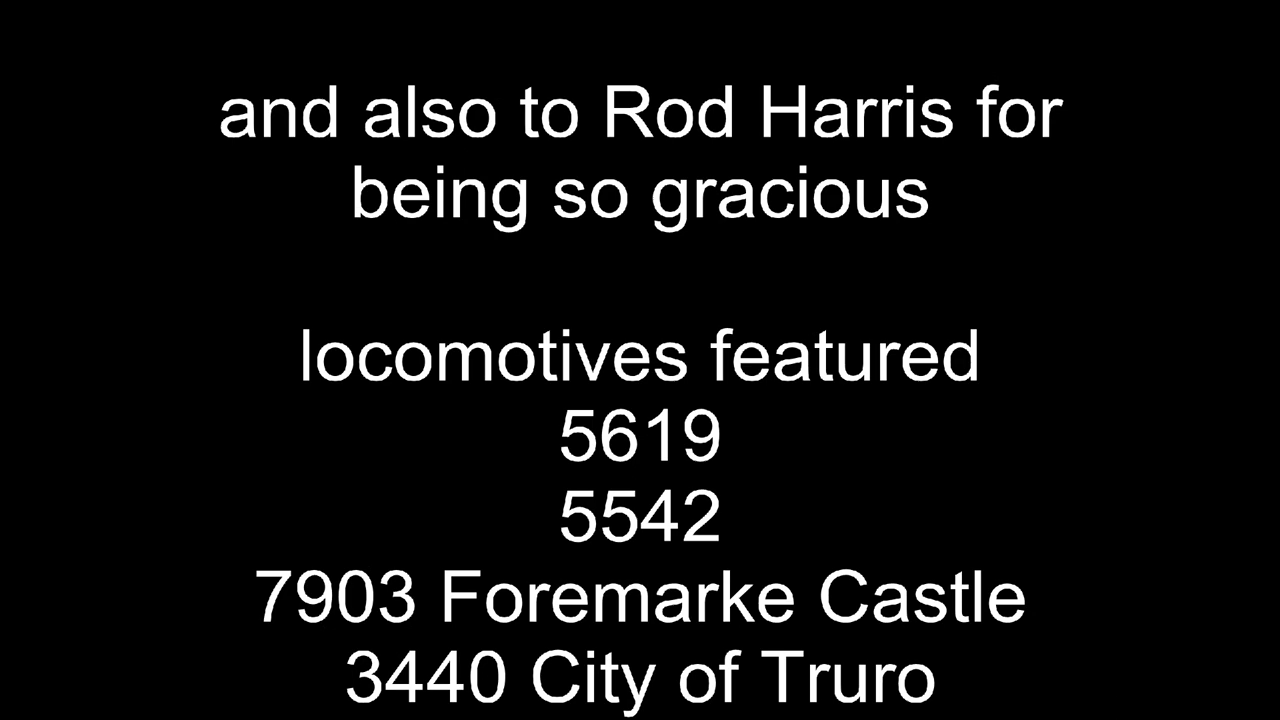 and also to Rod Harris for
being so gracious
locomotives featured
5619
5542
7903 Foremarke Castle
3440 City of Truro